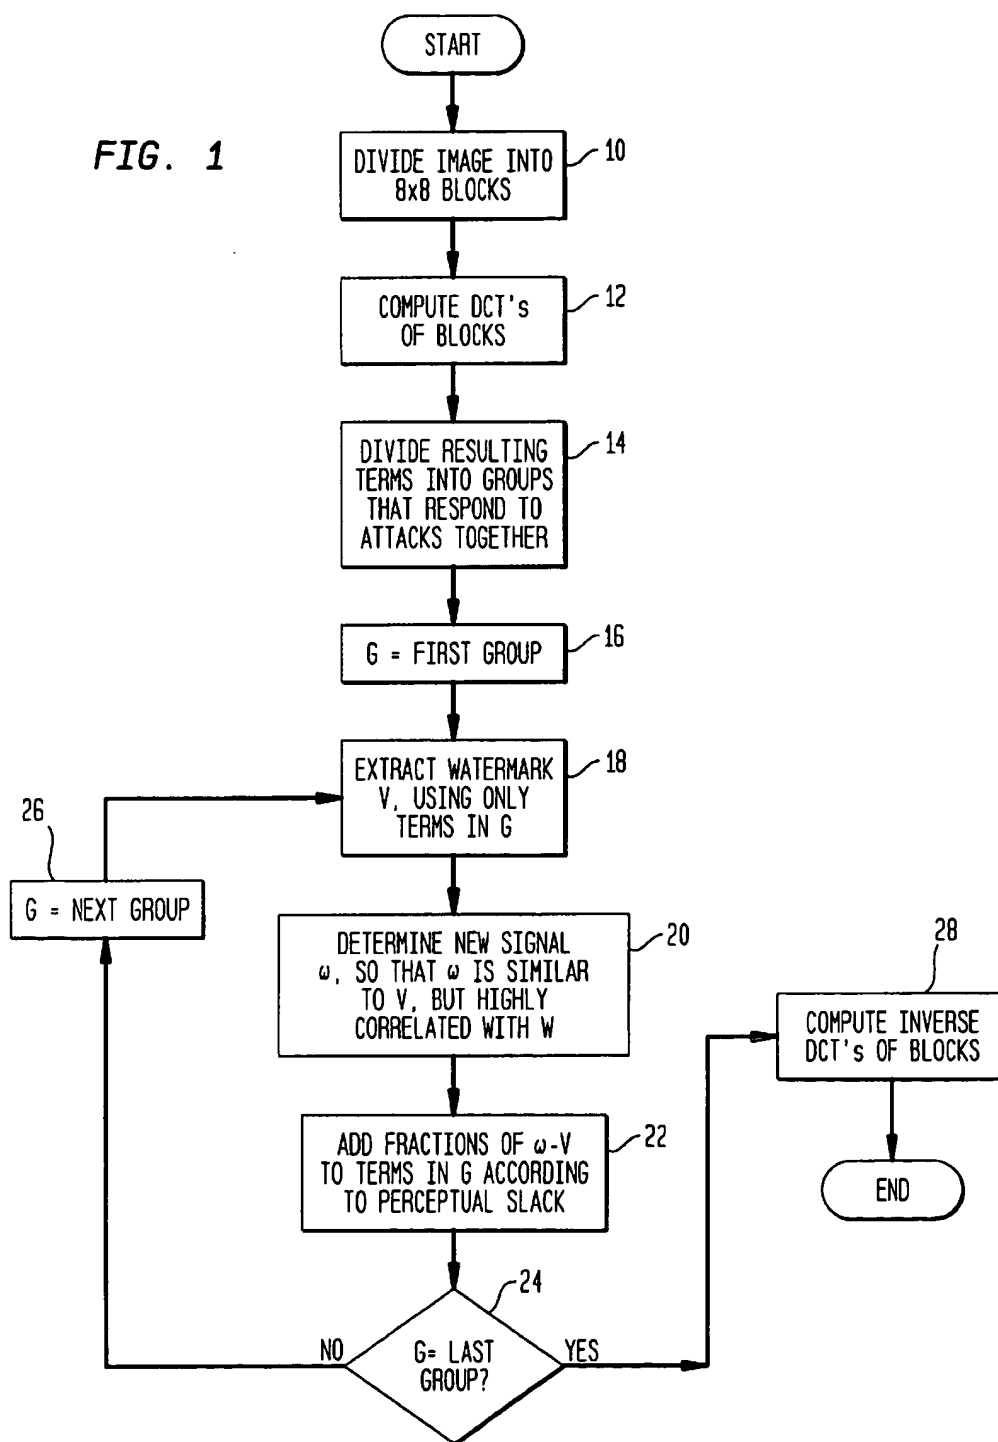 START
FIG. 1
DIVIDE IMAGE INTO
8x8 BLOCKS
10
COMPUTE DCT's
OF BLOCKS
12
DIVIDE RESULTING
TERMS INTO GROUPS
THAT RESPOND TO
ATTACKS TOGETHER
14
G = FIRST GROUP
16
EXTRACT WATERMARK
V, USING ONLY
TERMS IN G
18
26
G = NEXT GROUP
DETERMINE NEW SIGNAL
ω, SO THAT ω IS SIMILAR
TO V, BUT HIGHLY
CORRELATED WITH W
20
28
COMPUTE INVERSE
DCT's OF BLOCKS
ADD FRACTIONS OF ω-V
TO TERMS IN G ACCORDING
TO PERCEPTUAL SLACK
22
END
24
NO
G= LAST
GROUP?
YES